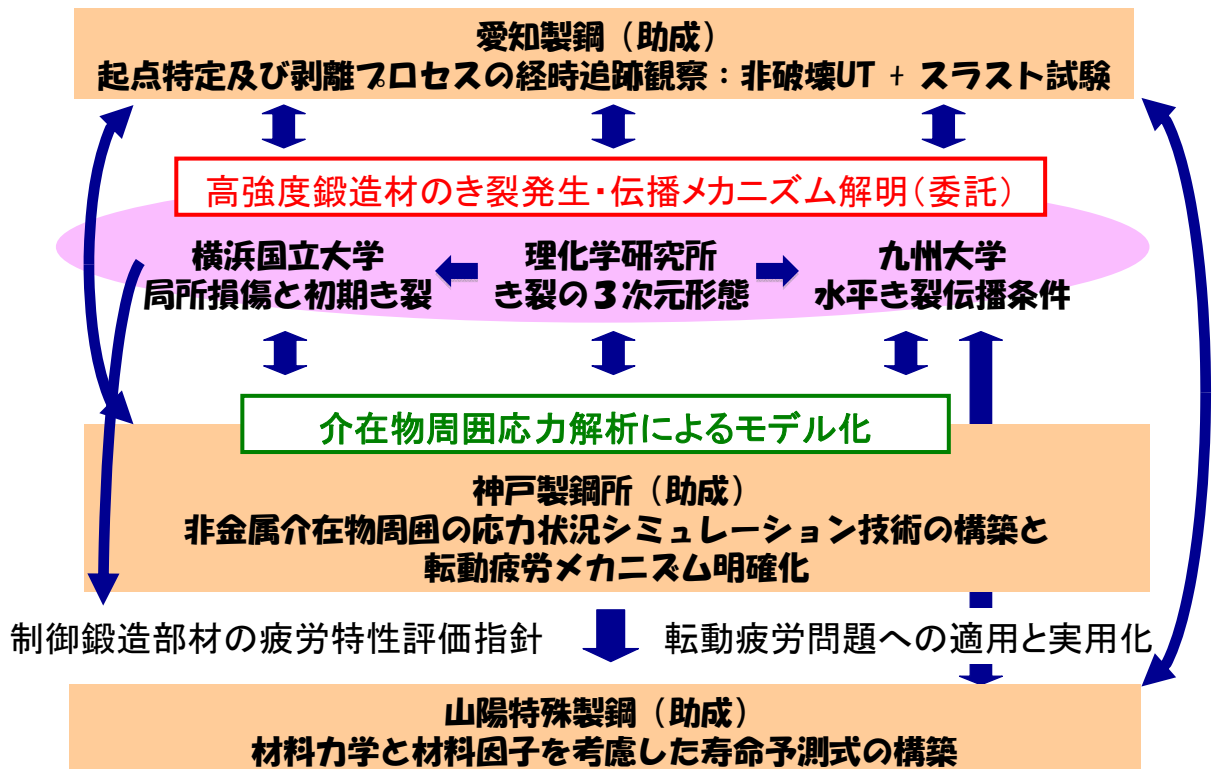 愛知製鋼（助成）
起点特定及び剥離プロセスの経時追跡観察：非破壊UT + スラスト試験
高強度鍛造材のき裂発生・伝播メカニズム解明（委託）
横浜国立大学
局所損傷と初期き裂
理化学研究所
き裂の３次元形態
九州大学
水平き裂伝播条件
介在物周囲応力解析によるモデル化
神戸製鋼所（助成）
非金属介在物周囲の応力状況シミュレーション技術の構築と
転動疲労メカニズム明確化
制御鍛造部材の疲労特性評価指針
転動疲労問題への適用と実用化
山陽特殊製鋼（助成）
材料力学と材料因子を考慮した寿命予測式の構築